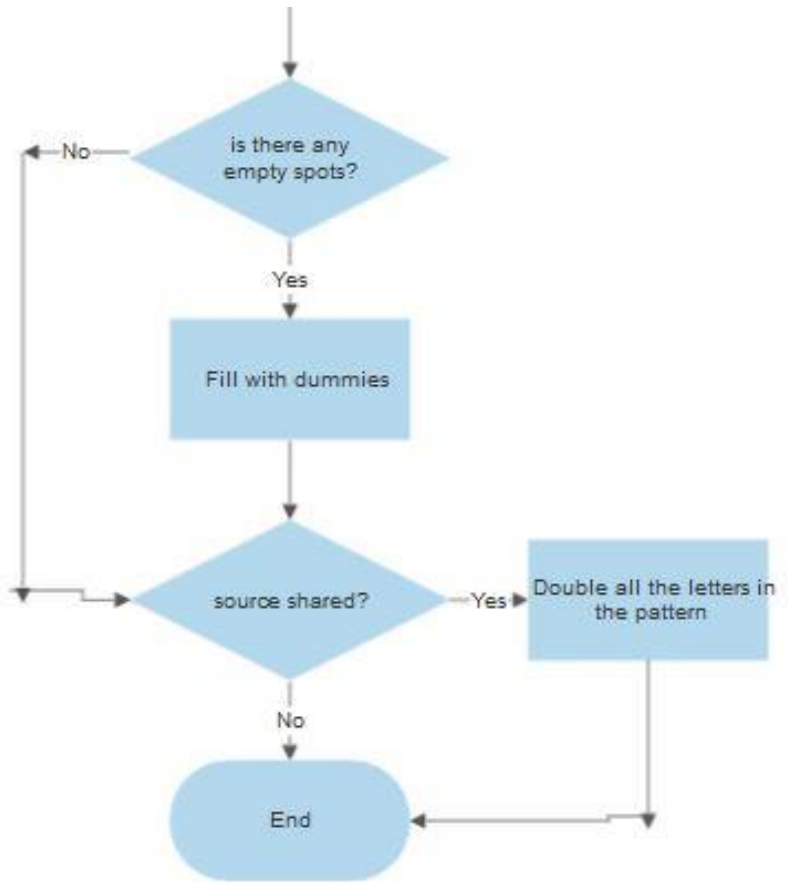 is there any
empty spots?
No
Yes
Fill with dummies
source shared?
Yes
Double all the letters in
the pattern
No
End